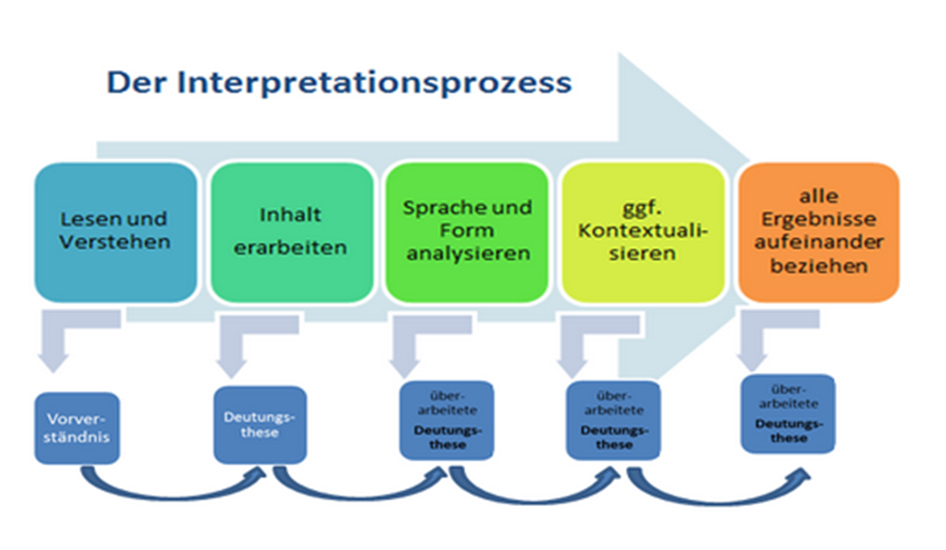 Der Interpretationsprozess
Lesen und
Verstehen
Inhalt
erarbeiten
Sprache und
Form
analysieren
ggf.
Kontextuali-
sieren
alle
Ergebnisse
aufeinander
beziehen
Vorver-
ständnis
Deutungs-
these
über-
arbeitete
Deutungs-
these
über-
arbeitete
Deutungs-
these
über-
arbeitete
Deutungs-
these